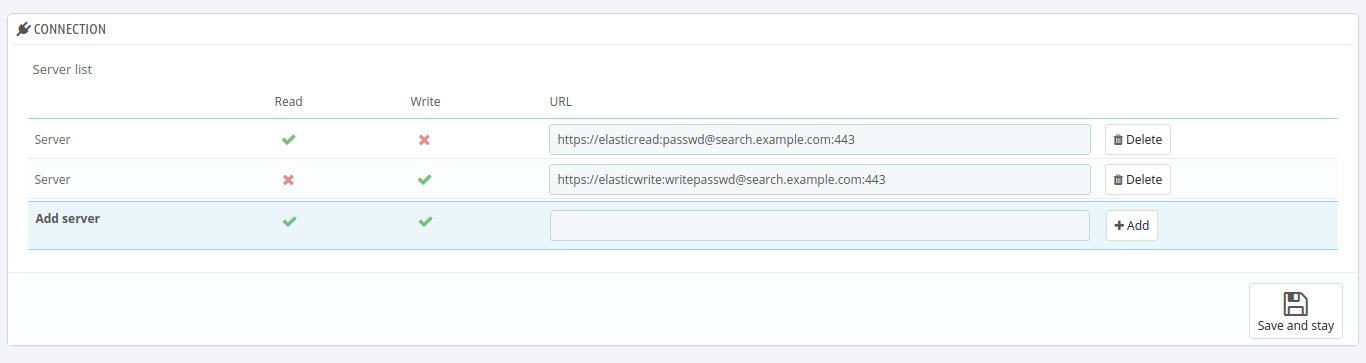 CONNECTION
Server list
Read Write URL
Server https://elasticread:passwd@search.example.com:443 Delete
Server https://elasticwrite:writepasswd@search.example.com:443 Delete
Add server Add
Save and stay